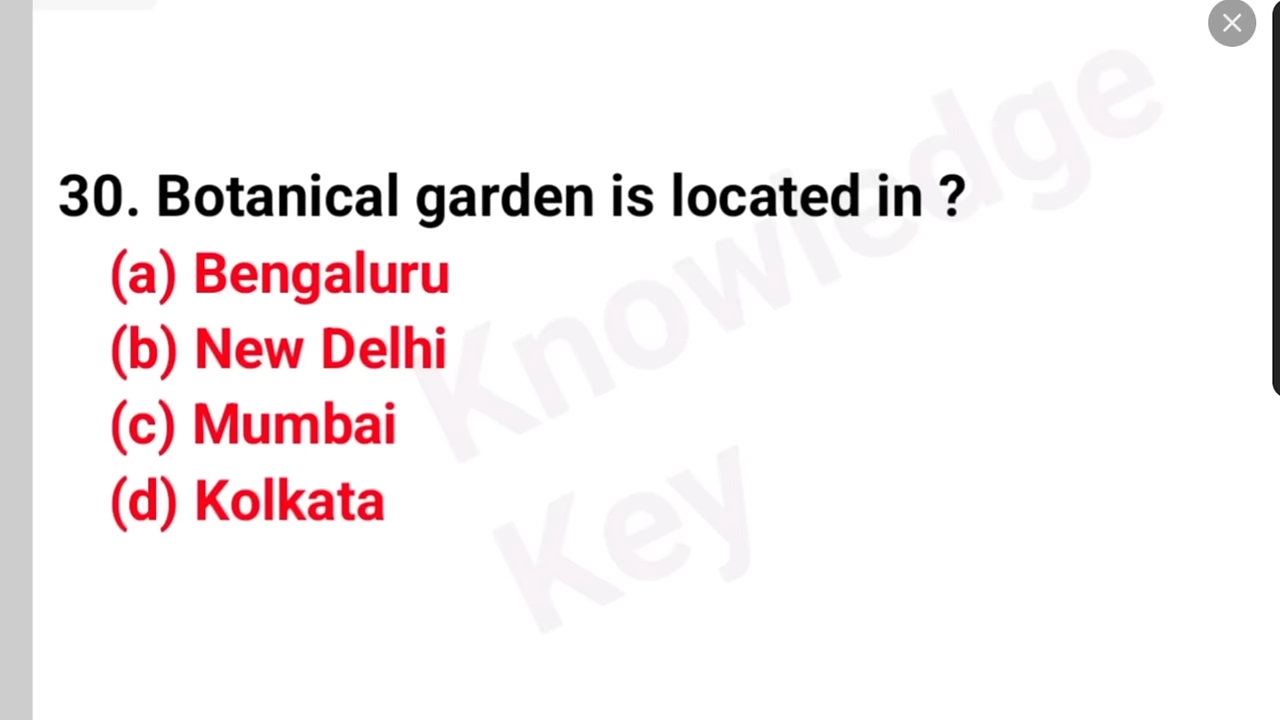 30. Botanical garden is located in ?
(a) Bengaluru
(b) New Delhi
(c) Mumbai
(d) Kolkata
Knowledge
Key